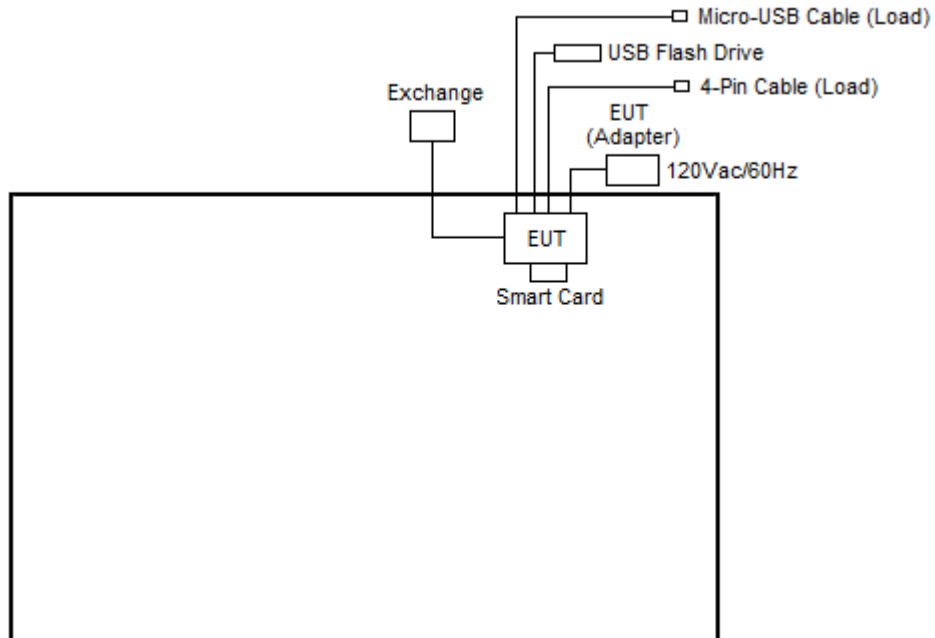 Micro-USB Cable (Load)
USB Flash Drive
4-Pin Cable (Load)
Exchange
EUT
(Adapter)
120Vac/60Hz
EUT
Smart Card